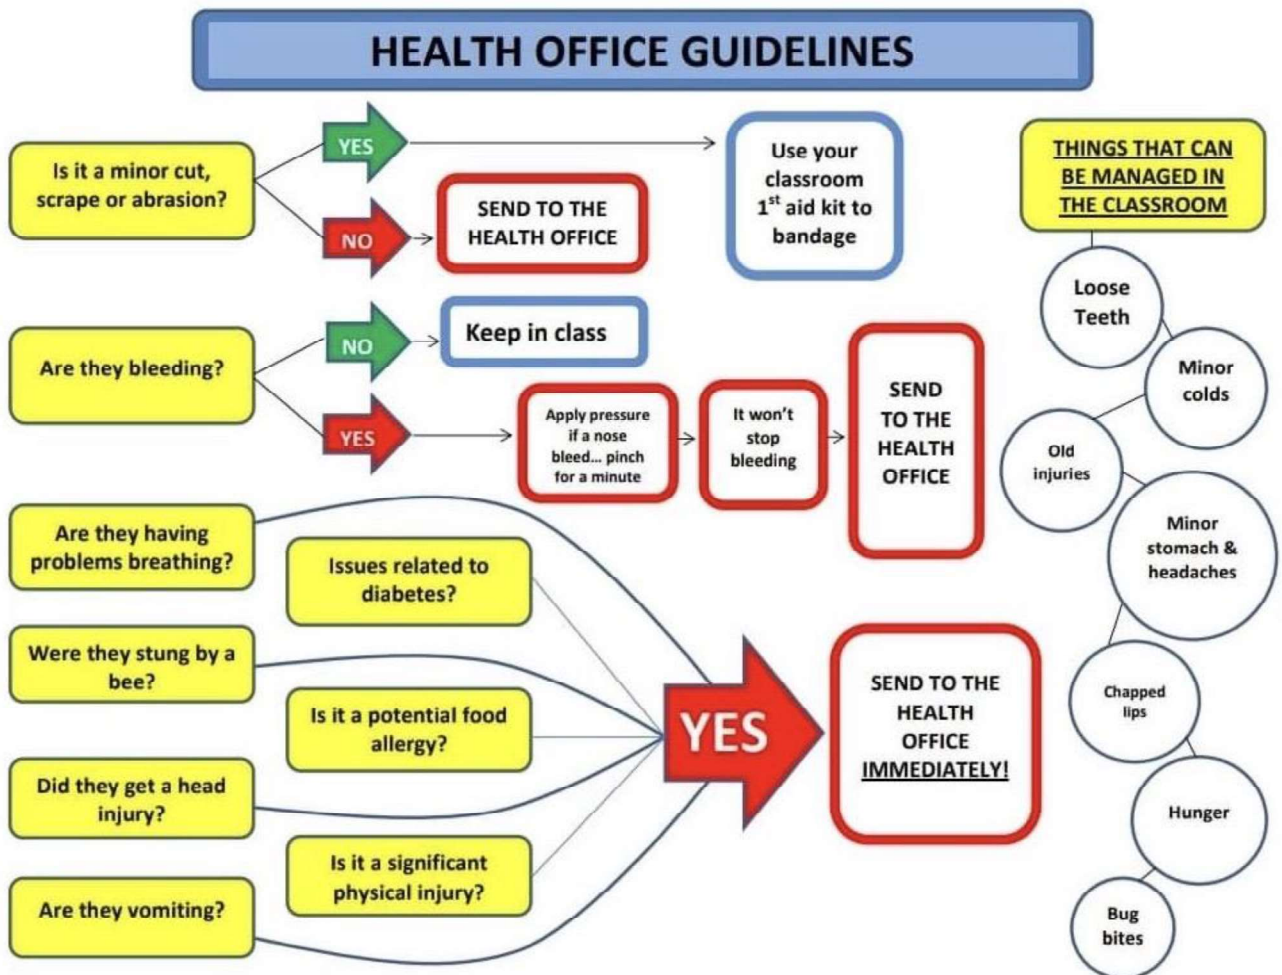 HEALTH OFFICE GUIDELINES
Is it a minor cut,
scrape or abrasion?
YES
Use your
classroom
1st aid kit to
bandage
NO
SEND TO THE
HEALTH OFFICE
Are they bleeding?
NO
Keep in class
YES
Apply pressure
if a nose
bleed... pinch
for a minute
It won't
stop
bleeding
SEND
TO THE
HEALTH
OFFICE
Are they having
problems breathing?
Issues related to
diabetes?
Were they stung by a
bee?
Is it a potential food
allergy?
Did they get a head
injury?
Is it a significant
physical injury?
Are they vomiting?
YES
SEND TO THE
HEALTH
OFFICE
IMMEDIATELY!
THINGS THAT CAN
BE MANAGED IN
THE CLASSROOM
Loose
Teeth
Minor
colds
Old
injuries
Minor
stomach &
headaches
Chapped
lips
Hunger
Bug
bites